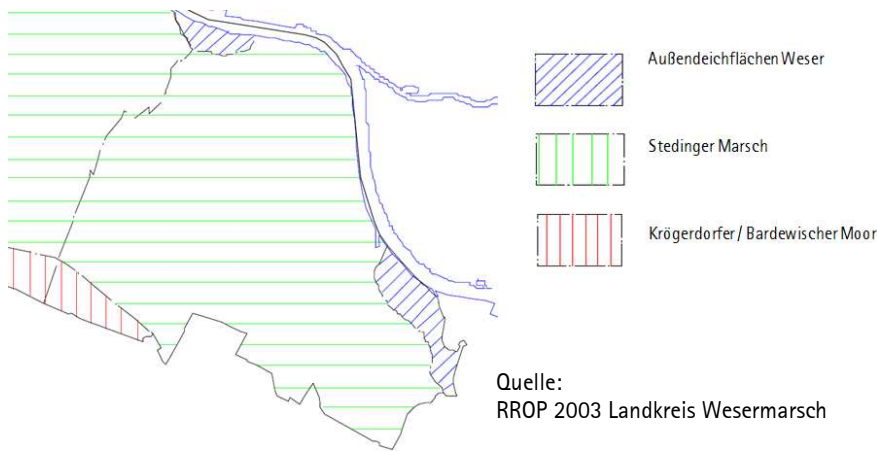 Außendeichflächen Weser
Stedinger Marsch
Krögerdorfer / Bardewischer Moor
Quelle:
RROP 2003 Landkreis Wesermarsch